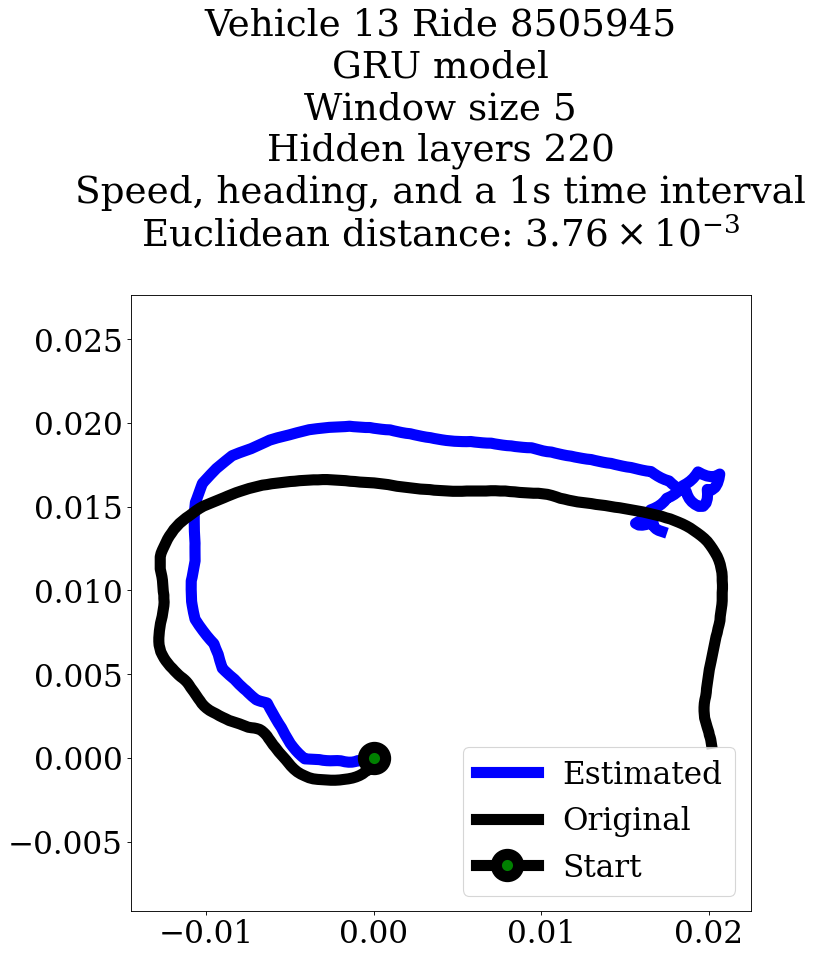 Vehicle 13 Ride 8505945
GRU model
Window size 5
Hidden layers 220
Speed, heading, and a 1s time interval
Euclidean distance: 3.76 × 10⁻³
0.025
0.020
0.015
0.010
0.005
0.000
−0.005
Estimated
Original
Start
−0.01 0.00 0.01 0.02